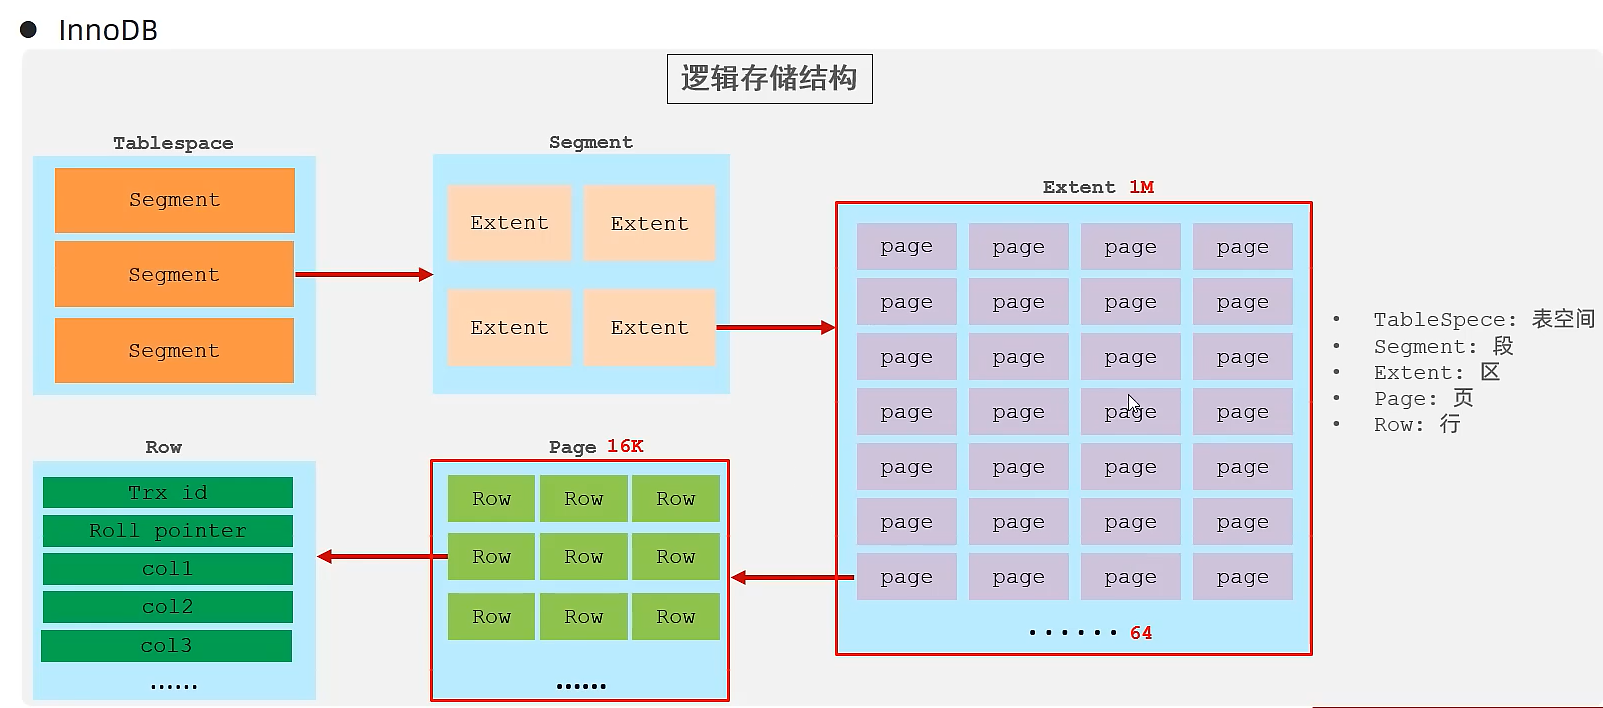 ● InnoDB
逻辑存储结构
Tablespace
Segment
Segment
Segment
Segment
Extent Extent
Extent Extent
Extent 1M
page page page page
page page page page
page page page page
page page page page
page page page page
page page page page
page page page page
······ 64
• TableSpece: 表空间
• Segment: 段
• Extent: 区
• Page: 页
• Row: 行
Row
Trx id
Roll pointer
col1
col2
col3
······
Page 16K
Row Row Row
Row Row Row
Row Row Row
······